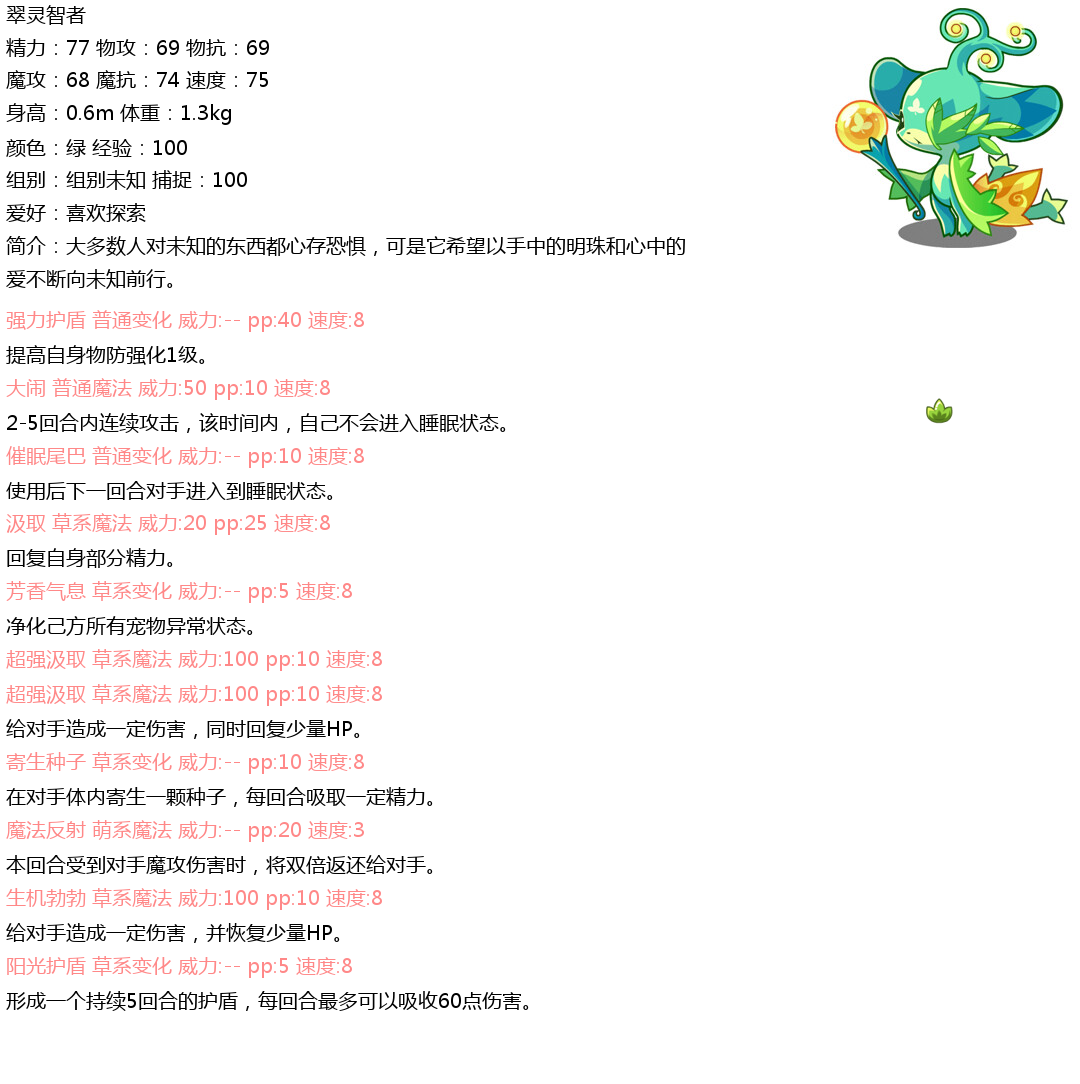 翠灵智者
精力：77 物攻：69 物抗：69
魔攻：68 魔抗：74 速度：75
身高：0.6m 体重：1.3kg
颜色：绿 经验：100
组别：组别未知 捕捉：100
爱好：喜欢探索
简介：大多数人对未知的东西都心存恐惧，可是它希望以手中的明珠和心中的
爱不断向未知前行。
强力护盾 普通变化 威力:-- pp:40 速度:8
提高自身物防强化1级。
大闹 普通魔法 威力:50 pp:10 速度:8
2-5回合内连续攻击，该时间内，自己不会进入睡眠状态。
催眠尾巴 普通变化 威力:-- pp:10 速度:8
使用后下一回合对手进入到睡眠状态。
汲取 草系魔法 威力:20 pp:25 速度:8
回复自身部分精力。
芳香气息 草系变化 威力:-- pp:5 速度:8
净化己方所有宠物异常状态。
超强汲取 草系魔法 威力:100 pp:10 速度:8
超强汲取 草系魔法 威力:100 pp:10 速度:8
给对手造成一定伤害，同时回复少量HP。
寄生种子 草系变化 威力:-- pp:10 速度:8
在对手体内寄生一颗种子，每回合吸取一定精力。
魔法反射 萌系魔法 威力:-- pp:20 速度:3
本回合受到对手魔攻伤害时，将双倍返还给对手。
生机勃勃 草系魔法 威力:100 pp:10 速度:8
给对手造成一定伤害，并恢复少量HP。
阳光护盾 草系变化 威力:-- pp:5 速度:8
形成一个持续5回合的护盾，每回合最多可以吸收60点伤害。